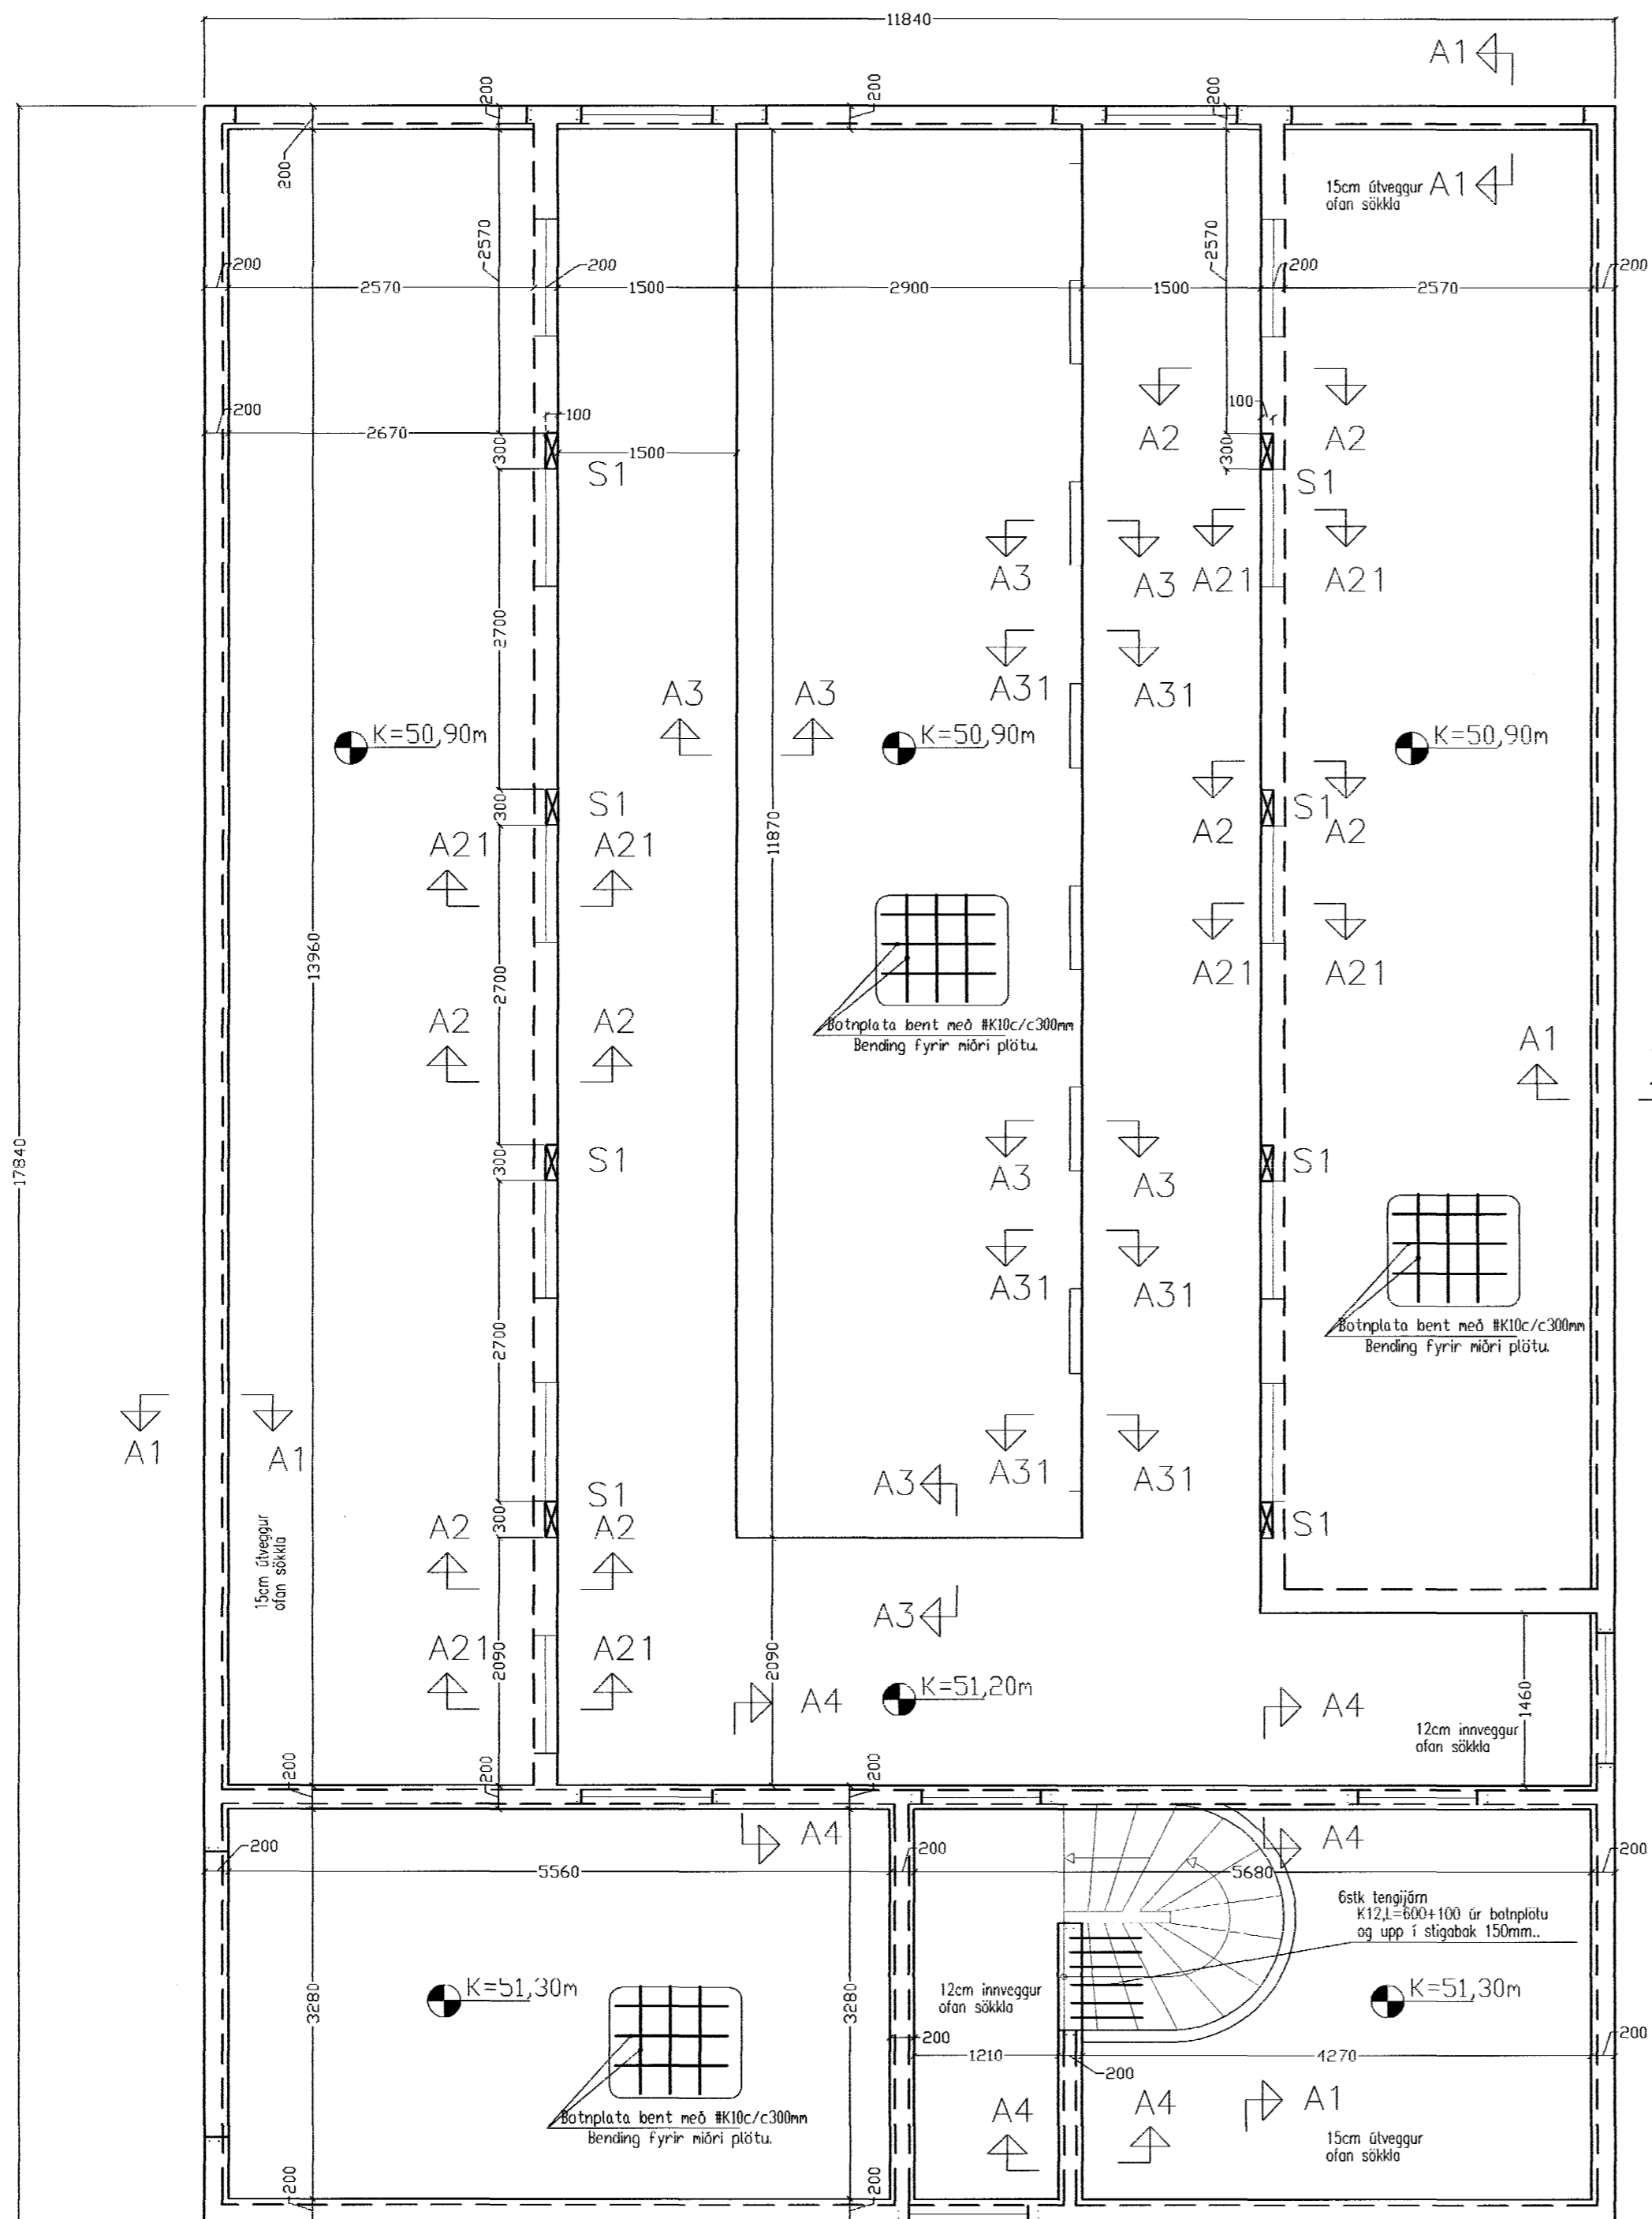 11840
A1
200
200
200
200
15cm útveggur
ofan sökkla
A1
2570
2570
200
200
200
200
2570
1500
2900
1500
2570
200
2670
100
100
A2
A2
300
1500
300
S1
S1
A3
A3
A21
A21
2700
A31
A31
A3
A3
K=50,90m
K=50,90m
K=50,90m
300
S1
S1
A2
A2
11870
A21
A21
A21
A21
13960
2700
A2
A2
Botnplata bent með #K10c/c300mm
Bending fyrir miðri plötu.
A1
17840
300
S1
S1
A3
A3
A31
A31
2700
Botnplata bent með #K10c/c300mm
Bending fyrir miðri plötu.
A1
A1
A31
A31
A3
S1
S1
300
A2
A2
15cm útveggur
ofan sökkla
A3
A21
A21
2090
2090
K=51,20m
A4
A4
1460
12cm innveggur
ofan sökkla
200
200
200
A4
A4
200
200
200
5560
5680
6stk tengijárn
K12,L=600+100 úr botnplötu
og upp í stigabak 150mm..
K=51,30m
K=51,30m
3280
3280
12cm innveggur
ofan sökkla
200
200
1210
4270
200
Botnplata bent með #K10c/c300mm
Bending fyrir miðri plötu.
A4
A4
A1
15cm útveggur
ofan sökkla
200
200